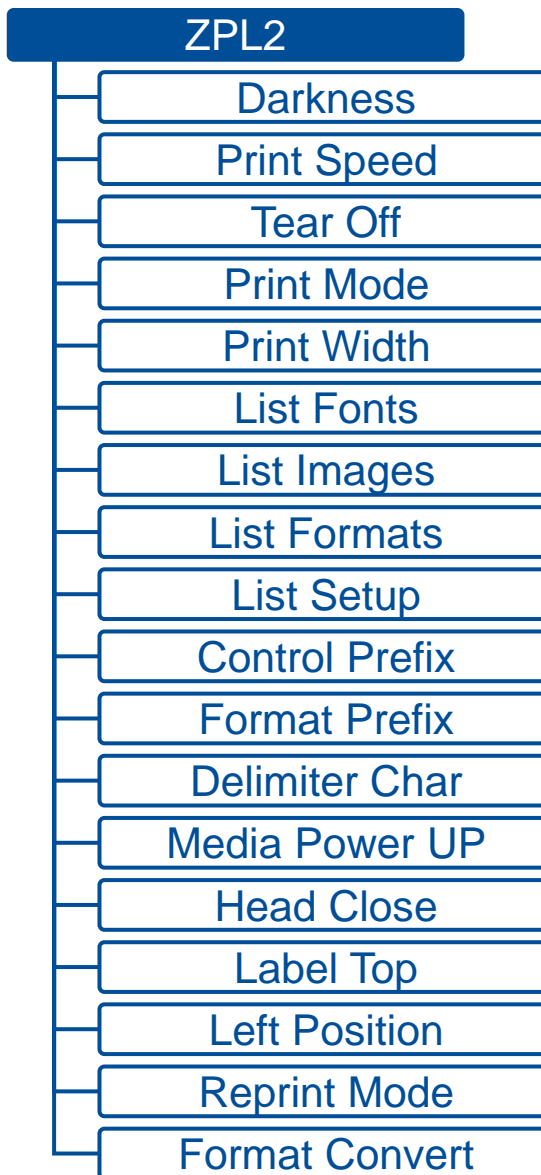 ZPL2
Darkness
Print Speed
Tear Off
Print Mode
Print Width
List Fonts
List Images
List Formats
List Setup
Control Prefix
Format Prefix
Delimiter Char
Media Power UP
Head Close
Label Top
Left Position
Reprint Mode
Format Convert